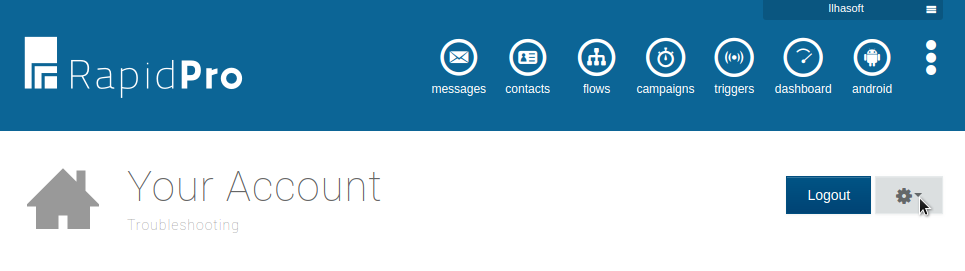 Ilhasoft
RapidPro
messages contacts flows campaigns triggers dashboard android
Your Account
Logout
Troubleshooting